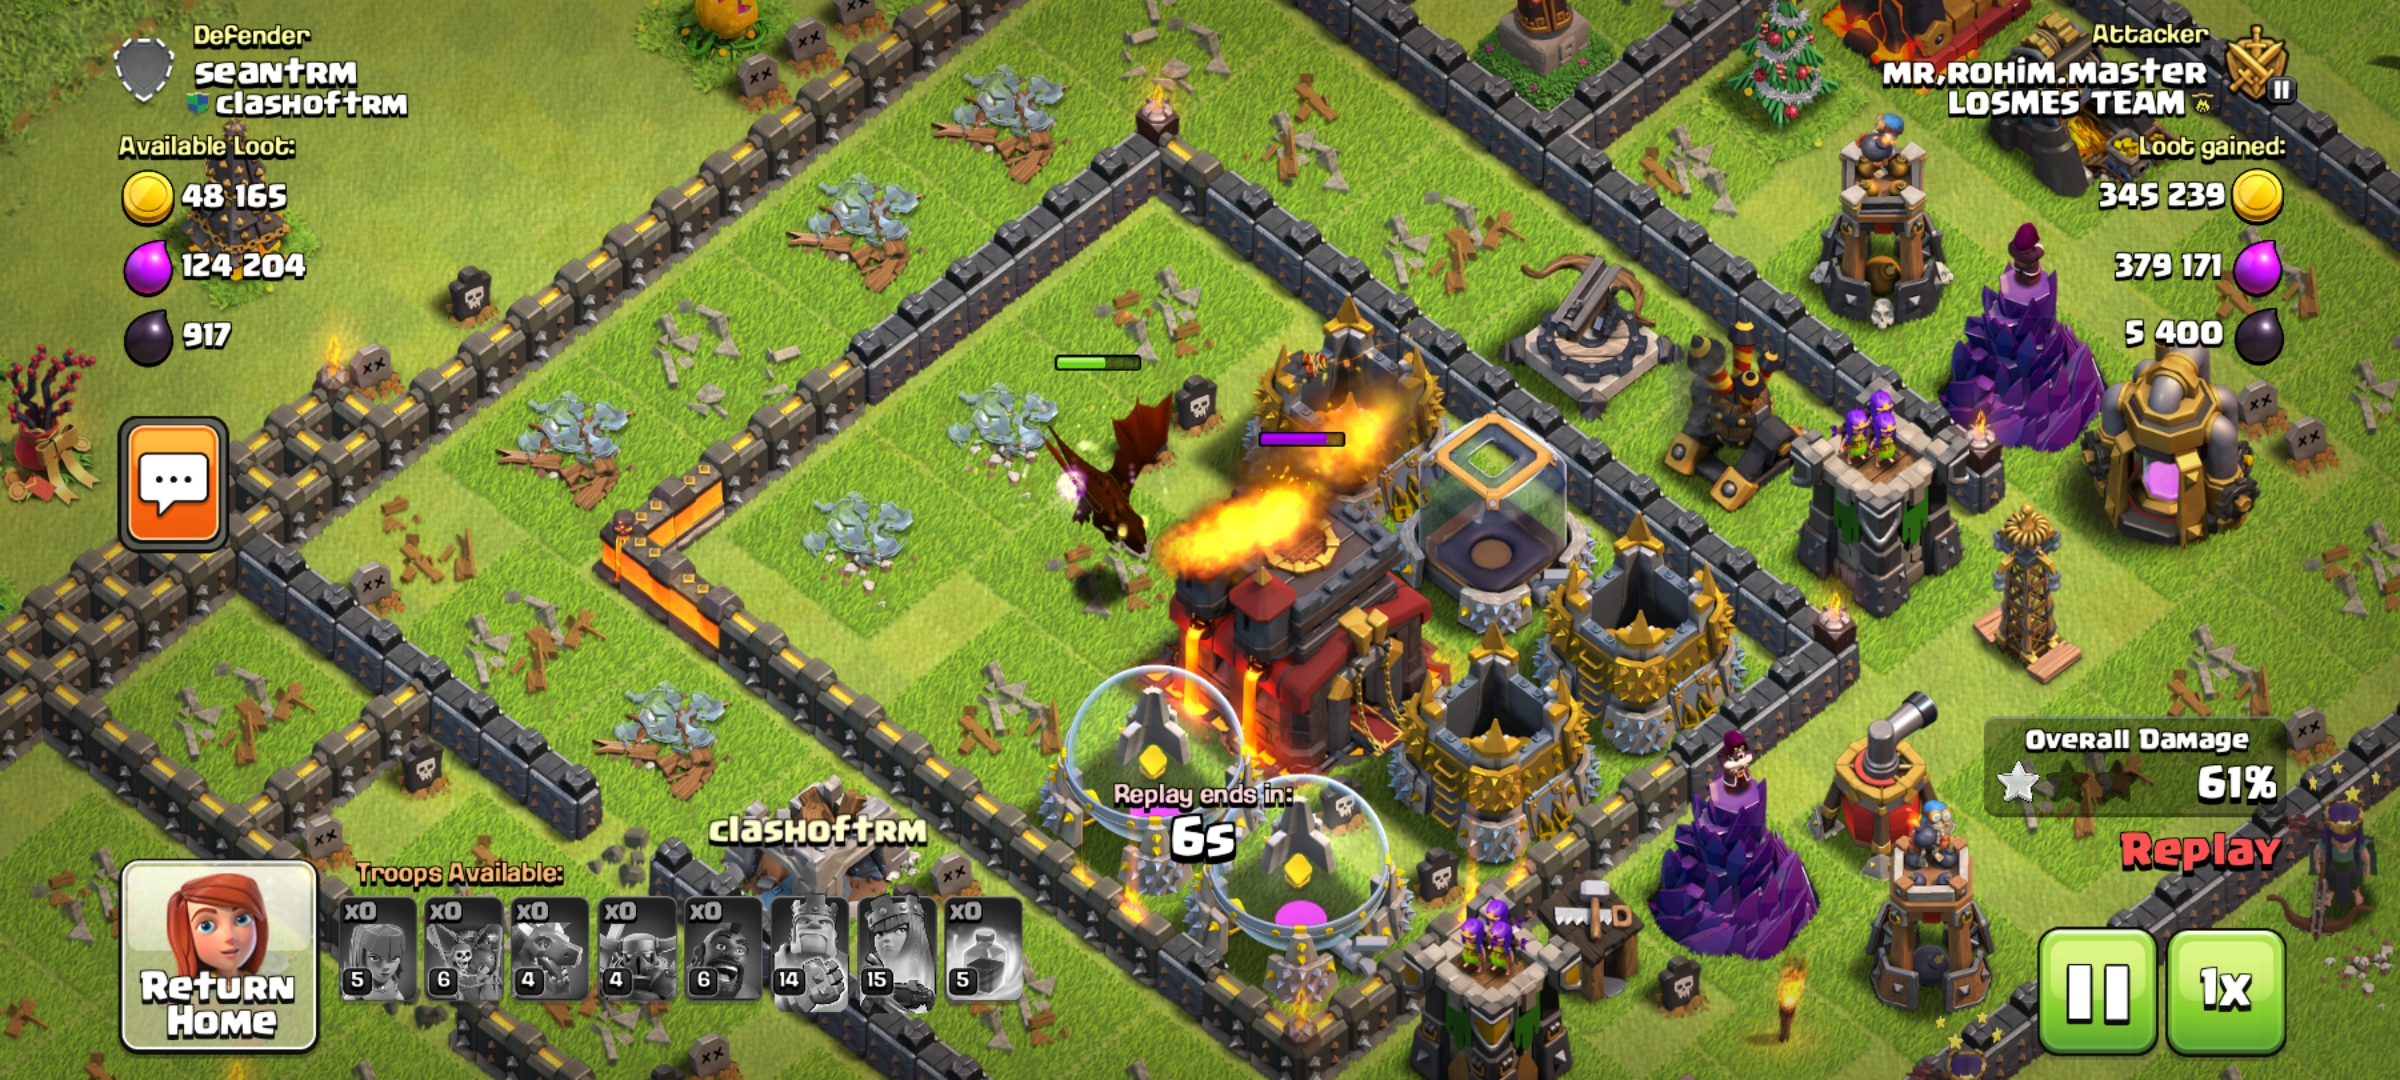 Defender
seantRM
clashoftRM
Available Loot:
48 165
124 204
917
Attacker
MR,ROHIM.Master
LOSMES TEAM
Loot gained:
345 239
379 171
5 400
Replay ends in:
6s
clashoftRM
Overall Damage
61%
Replay
Return
Home
Troops Available:
x0 x0 x0 x0 x0 x0
5 6 4 4 6 14 15 5
1x